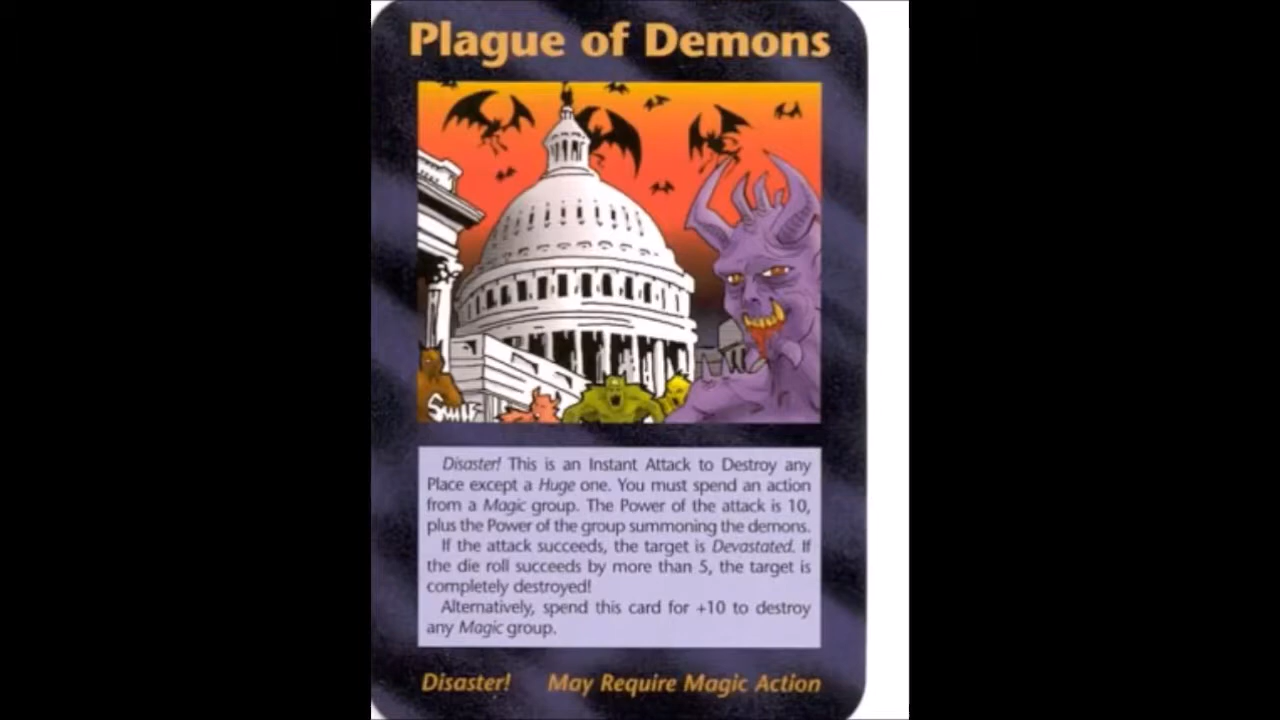 Plague of Demons
Disaster! This is an Instant Attack to Destroy any
Place except a Huge one. You must spend an action
from a Magic group. The Power of the attack is 10,
plus the Power of the group summoning the demons.
If the attack succeeds, the target is Devastated. If
the die roll succeeds by more than 5, the target is
completely destroyed!
Alternatively, spend this card for +10 to destroy
any Magic group.
Disaster! May Require Magic Action